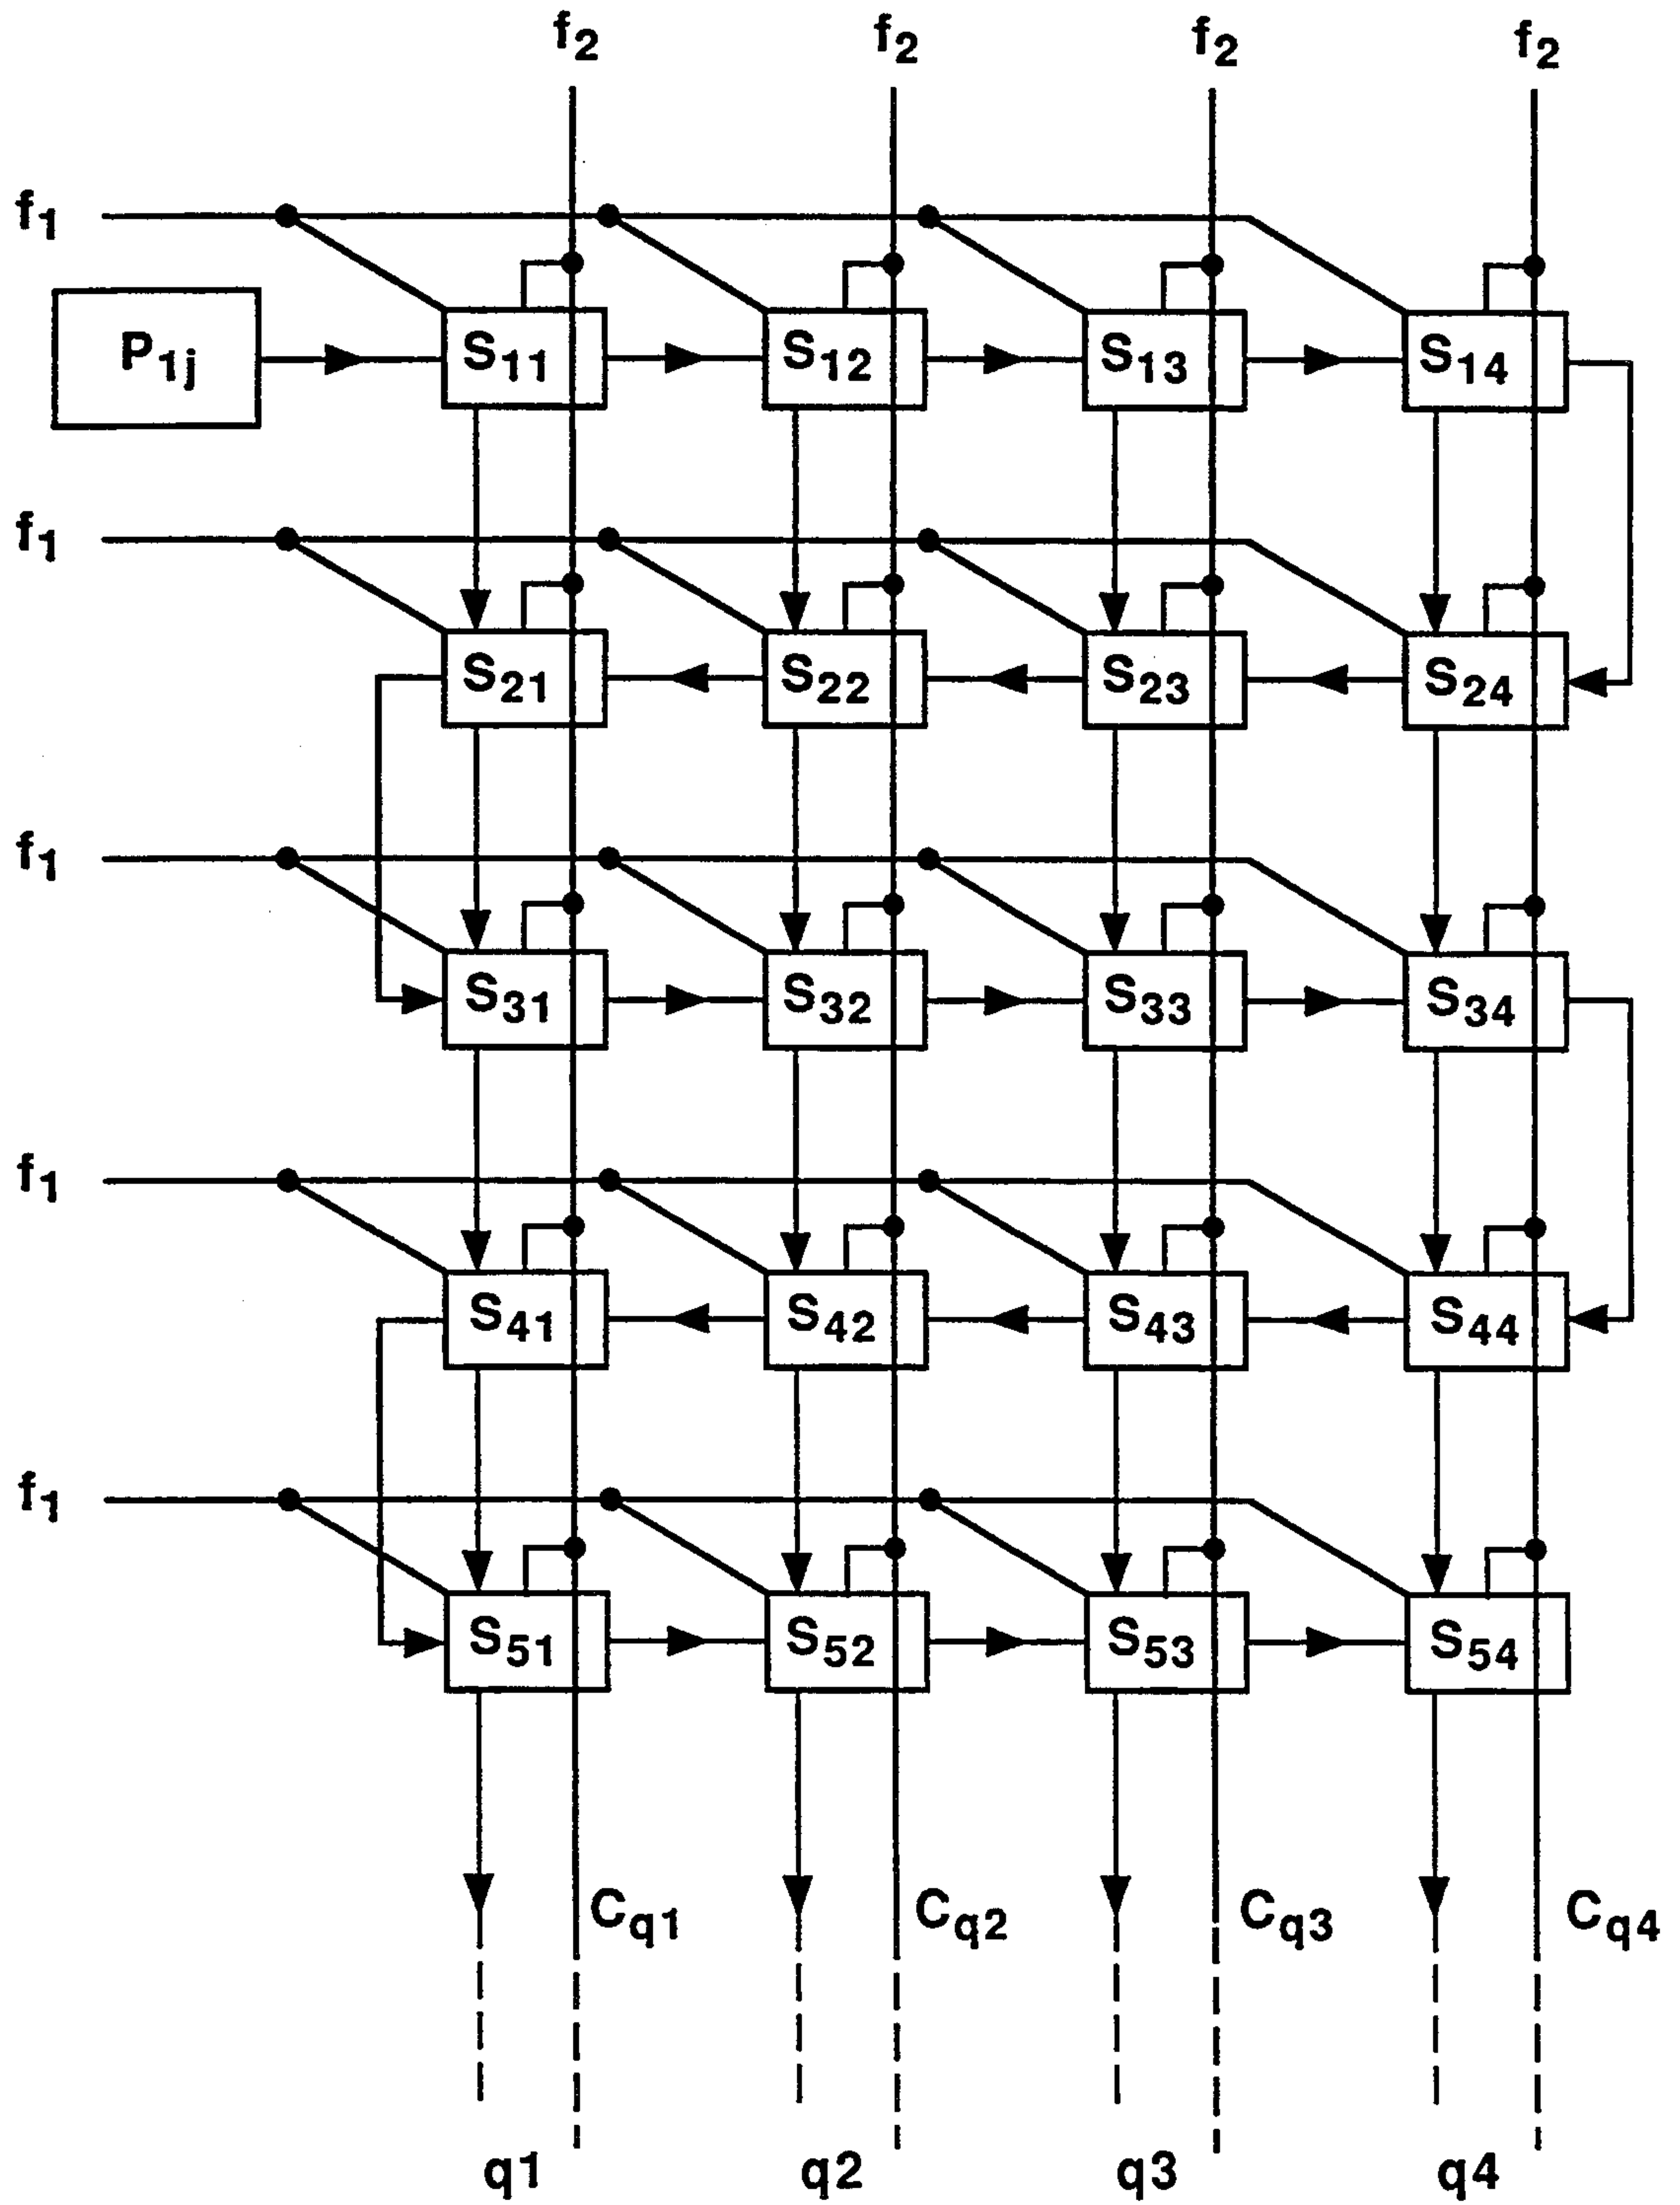 f2 f2 f2 f2
f1
P1j S11 S12 S13 S14
f1
S21 S22 S23 S24
f1
S31 S32 S33 S34
f1
S41 S42 S43 S44
f1
S51 S52 S53 S54
Cq1 Cq2 Cq3 Cq4
q1 q2 q3 q4